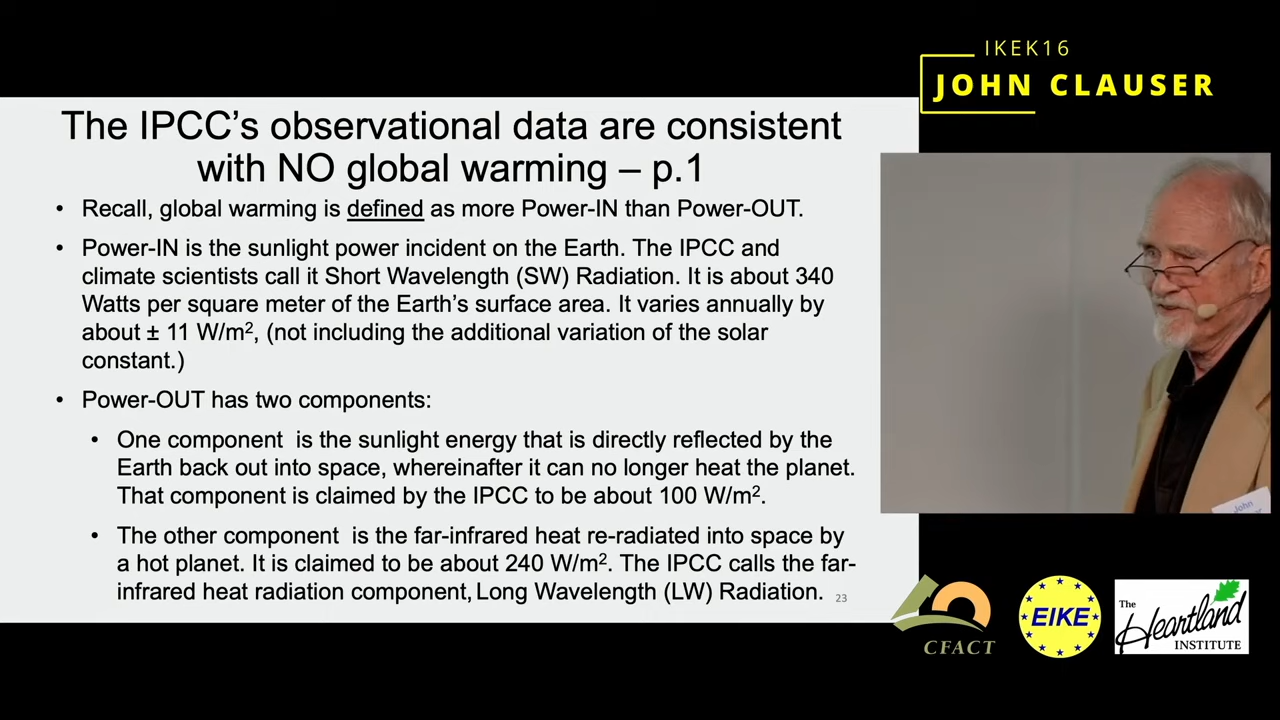 IKEK16
JOHN CLAUSER
The IPCC's observational data are consistent
with NO global warming – p.1
• Recall, global warming is defined as more Power-IN than Power-OUT.
• Power-IN is the sunlight power incident on the Earth. The IPCC and
climate scientists call it Short Wavelength (SW) Radiation. It is about 340
Watts per square meter of the Earth's surface area. It varies annually by
about ± 11 W/m², (not including the additional variation of the solar
constant.)
• Power-OUT has two components:
• One component is the sunlight energy that is directly reflected by the
Earth back out into space, whereinafter it can no longer heat the planet.
That component is claimed by the IPCC to be about 100 W/m².
• The other component is the far-infrared heat re-radiated into space by
a hot planet. It is claimed to be about 240 W/m². The IPCC calls the far-
infrared heat radiation component, Long Wavelength (LW) Radiation.
23
John
CFACT
EIKE
The
Heartland
INSTITUTE